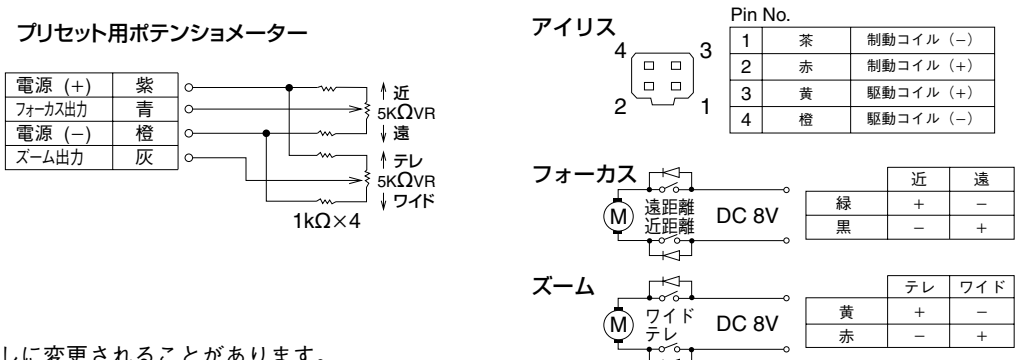 プリセット用ポテンショメーター
電源 (+) 紫
フォーカス出力 青
電源 (−) 橙
ズーム出力 灰
近
5KΩVR
遠
テレ
5KΩVR
ワイド
1kΩ×4
アイリス
4 3
2 1
Pin No.
1 茶 制動コイル (−)
2 赤 制動コイル (+)
3 黄 駆動コイル (+)
4 橙 駆動コイル (−)
フォーカス
M
遠距離
近距離
DC 8V
近 遠
緑 + −
黒 − +
ズーム
M
ワイド
テレ
DC 8V
テレ ワイド
黄 + −
赤 − +
しに変更されることがあります。